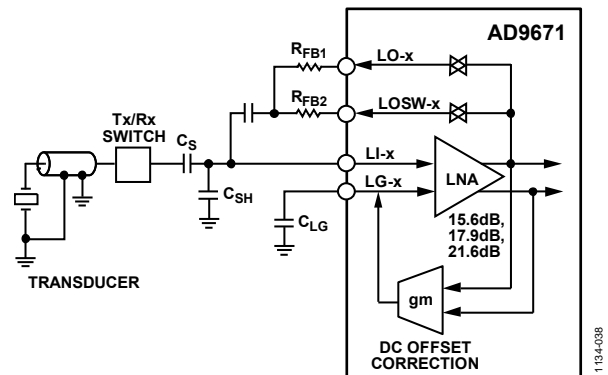 AD9671
RFB1
LO-x
RFB2
LOSW-x
Tx/Rx
SWITCH
CS
LI-x
CSH
LG-x
LNA
CLG
15.6dB,
17.9dB,
21.6dB
TRANSDUCER
gm
DC OFFSET
CORRECTION
11134-038